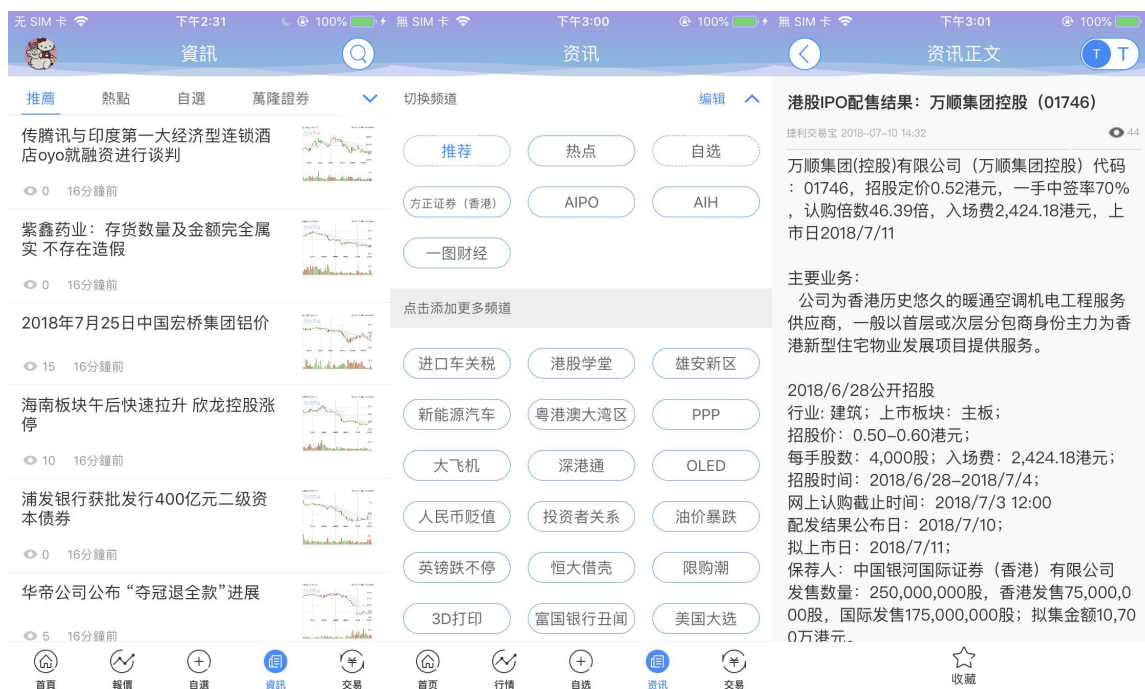 无 SIM 卡
下午2:31
100%
資訊
推薦
熱點
自選
萬隆證券
传腾讯与印度第一大经济型连锁酒
店oyo就融资进行谈判
0 16分鐘前
紫鑫药业：存货数量及金额完全属
实 不存在造假
0 16分鐘前
2018年7月25日中国宏桥集团铝价
15 16分鐘前
海南板块午后快速拉升 欣龙控股涨
停
10 16分鐘前
浦发银行获批发行400亿元二级资
本债券
0 16分鐘前
华帝公司公布 “夺冠退全款”进展
5 16分鐘前
首頁
報價
自選
資訊
交易
無 SIM 卡
下午3:00
100%
资讯
切换频道
编辑
推荐
热点
自选
方正证券（香港）
AIPO
AIH
一图财经
点击添加更多频道
进口车关税
港股学堂
雄安新区
新能源汽车
粤港澳大湾区
PPP
大飞机
深港通
OLED
人民币贬值
投资者关系
油价暴跌
英镑跌不停
恒大借壳
限购潮
3D打印
富国银行丑闻
美国大选
首页
行情
自选
资讯
交易
無 SIM 卡
下午3:01
100%
资讯正文
T T
港股IPO配售结果：万顺集团控股（01746）
捷利交易宝 2018-07-10 14:32
44
万顺集团(控股)有限公司（万顺集团控股）代码
：01746，招股定价0.52港元，一手中签率70%
，认购倍数46.39倍，入场费2,424.18港元，上
市日2018/7/11
主要业务：
公司为香港历史悠久的暖通空调机电工程服务
供应商，一般以首层或次层分包商身份主力为香
港新型住宅物业发展项目提供服务。
2018/6/28公开招股
行业: 建筑；上市板块：主板；
招股价：0.50–0.60港元；
每手股数：4,000股；入场费：2,424.18港元；
招股时间：2018/6/28–2018/7/4；
网上认购截止时间：2018/7/3 12:00
配发结果公布日：2018/7/10；
拟上市日：2018/7/11；
保荐人：中国银河国际证券（香港）有限公司
发售数量：250,000,000股，香港发售75,000,0
00股，国际发售175,000,000股；拟集金额10,70
0万港元。
收藏